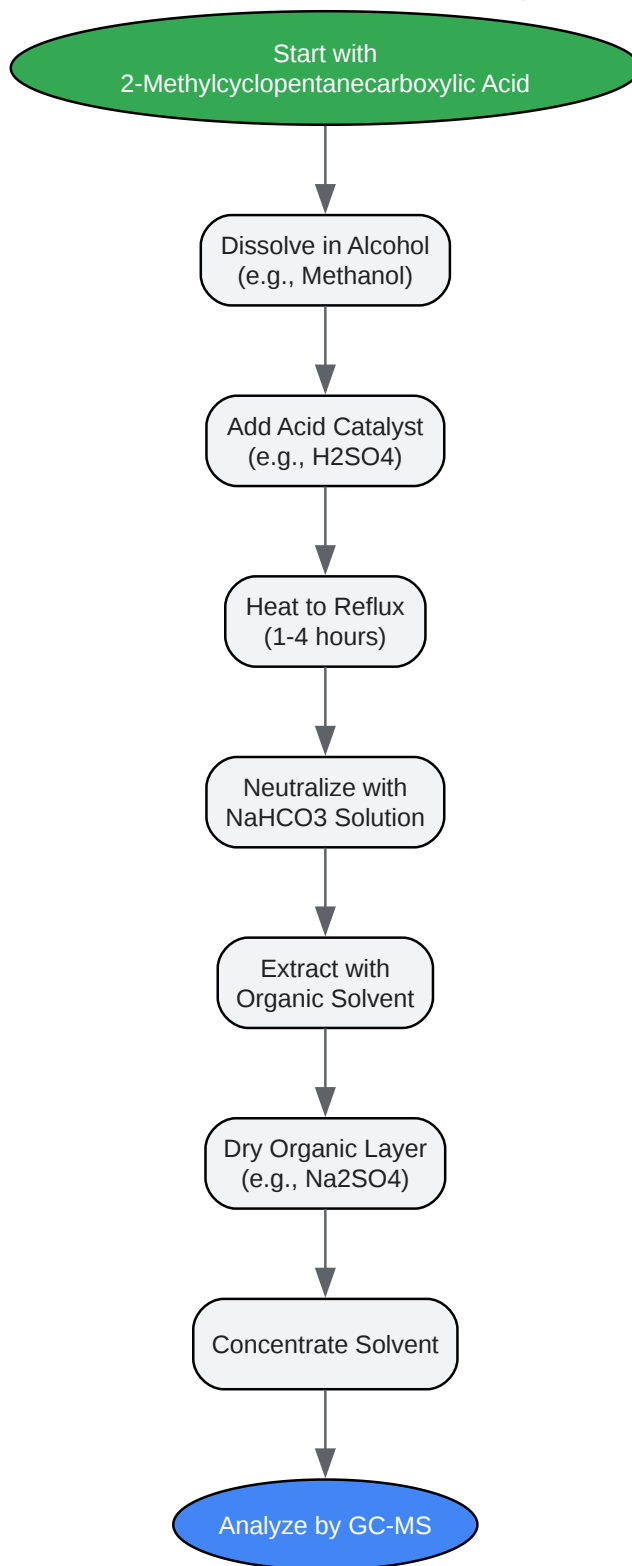 Start with
2-Methylcyclopentanecarboxylic Acid
Dissolve in Alcohol
(e.g., Methanol)
Add Acid Catalyst
(e.g., H2SO4)
Heat to Reflux
(1-4 hours)
Neutralize with
NaHCO3 Solution
Extract with
Organic Solvent
Dry Organic Layer
(e.g., Na2SO4)
Concentrate Solvent
Analyze by GC-MS